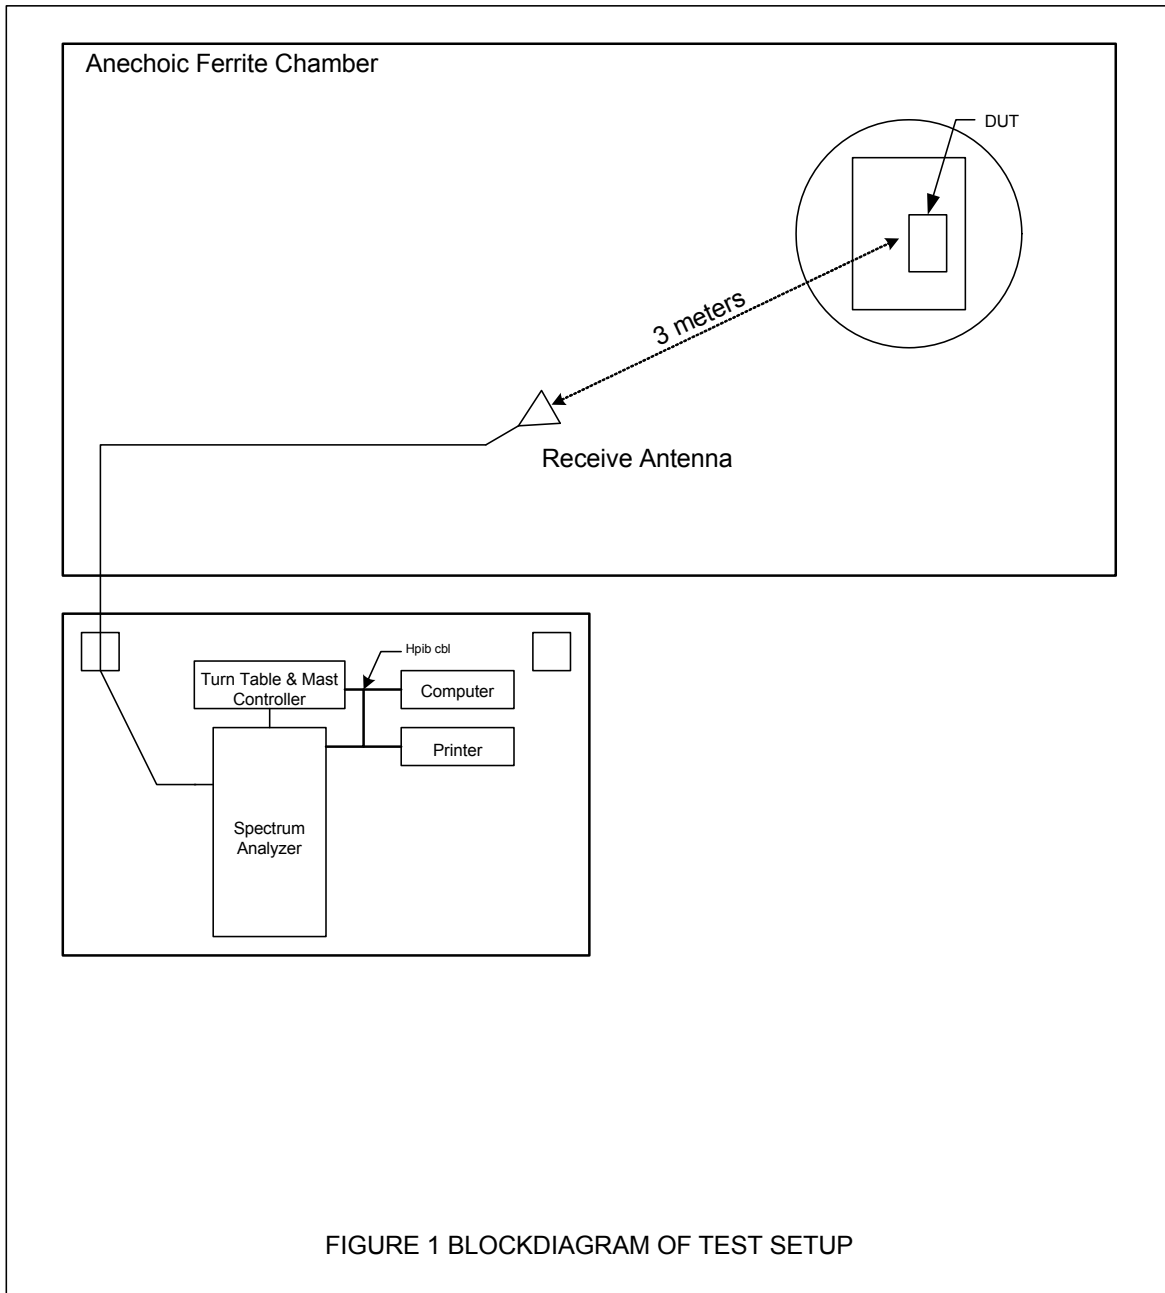 Anechoic Ferrite Chamber
DUT
3 meters
Receive Antenna
Hpib cbl
Turn Table & Mast
Controller
Computer
Printer
Spectrum
Analyzer
FIGURE 1 BLOCKDIAGRAM OF TEST SETUP